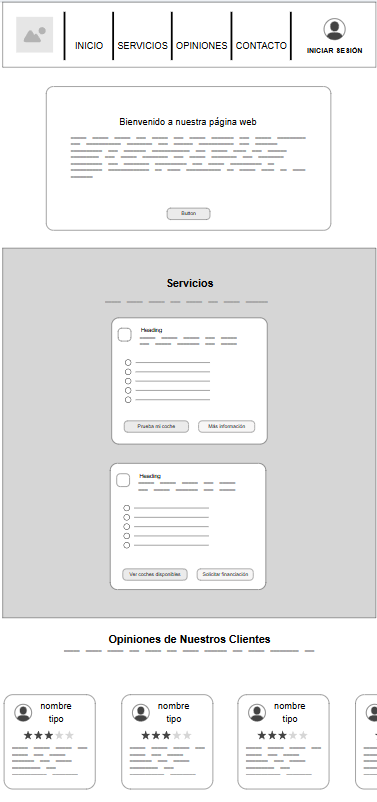 INICIO SERVICIOS OPINIONES CONTACTO INICIAR SESIÓN
Bienvenido a nuestra página web
Button
Servicios
Heading
Prueba mi coche Más información
Heading
Ver coches disponibles Solicitar financiación
Opiniones de Nuestros Clientes
nombre nombre nombre
tipo tipo tipo